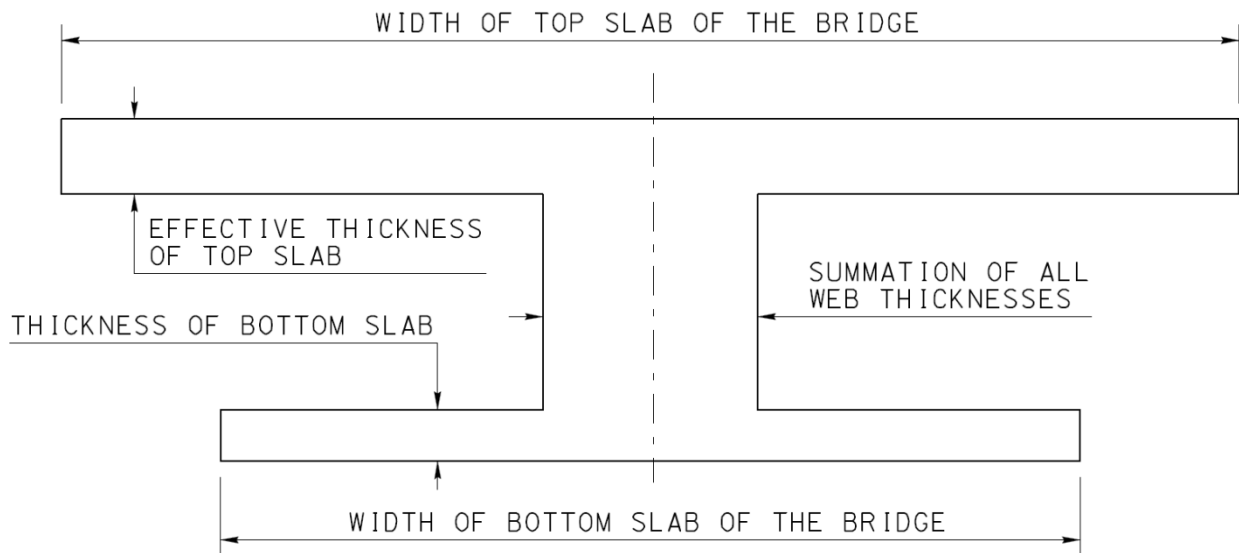 WIDTH OF TOP SLAB OF THE BRIDGE
EFFECTIVE THICKNESS
OF TOP SLAB
SUMMATION OF ALL
WEB THICKNESSES
THICKNESS OF BOTTOM SLAB
WIDTH OF BOTTOM SLAB OF THE BRIDGE